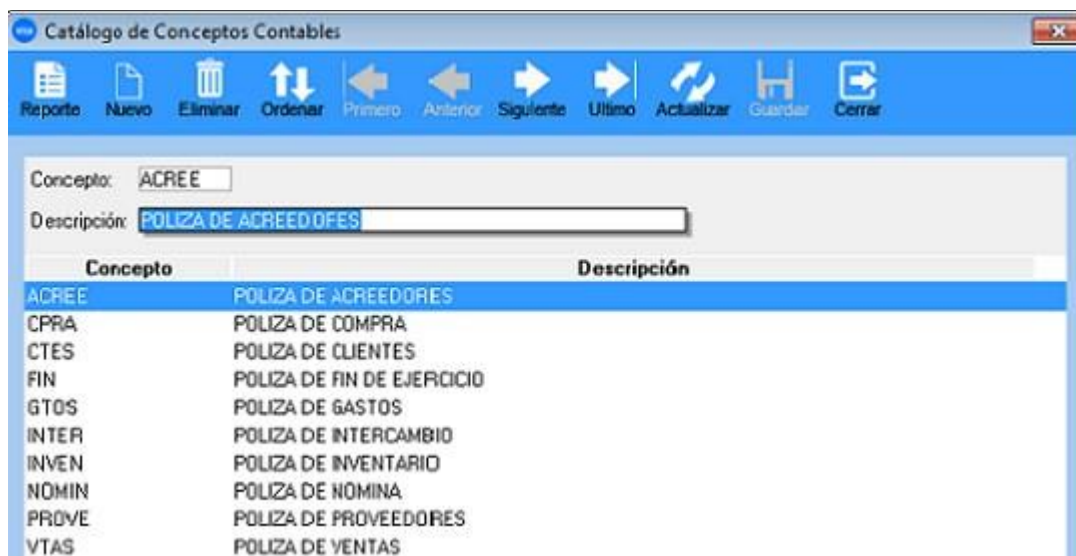 Catálogo de Conceptos Contables
Reporte Nuevo Eliminar Ordenar Primero Anterior Siguiente Ultimo Actualizar Guardar Cerrar
Concepto: ACREE
Descripción: POLIZA DE ACREEDORES
Concepto Descripción
ACREE POLIZA DE ACREEDORES
CPRA POLIZA DE COMPRA
CTES POLIZA DE CLIENTES
FIN POLIZA DE FIN DE EJERCICIO
GTOS POLIZA DE GASTOS
INTER POLIZA DE INTERCAMBIO
INVEN POLIZA DE INVENTARIO
NOMIN POLIZA DE NOMINA
PROVE POLIZA DE PROVEEDORES
VTAS POLIZA DE VENTAS